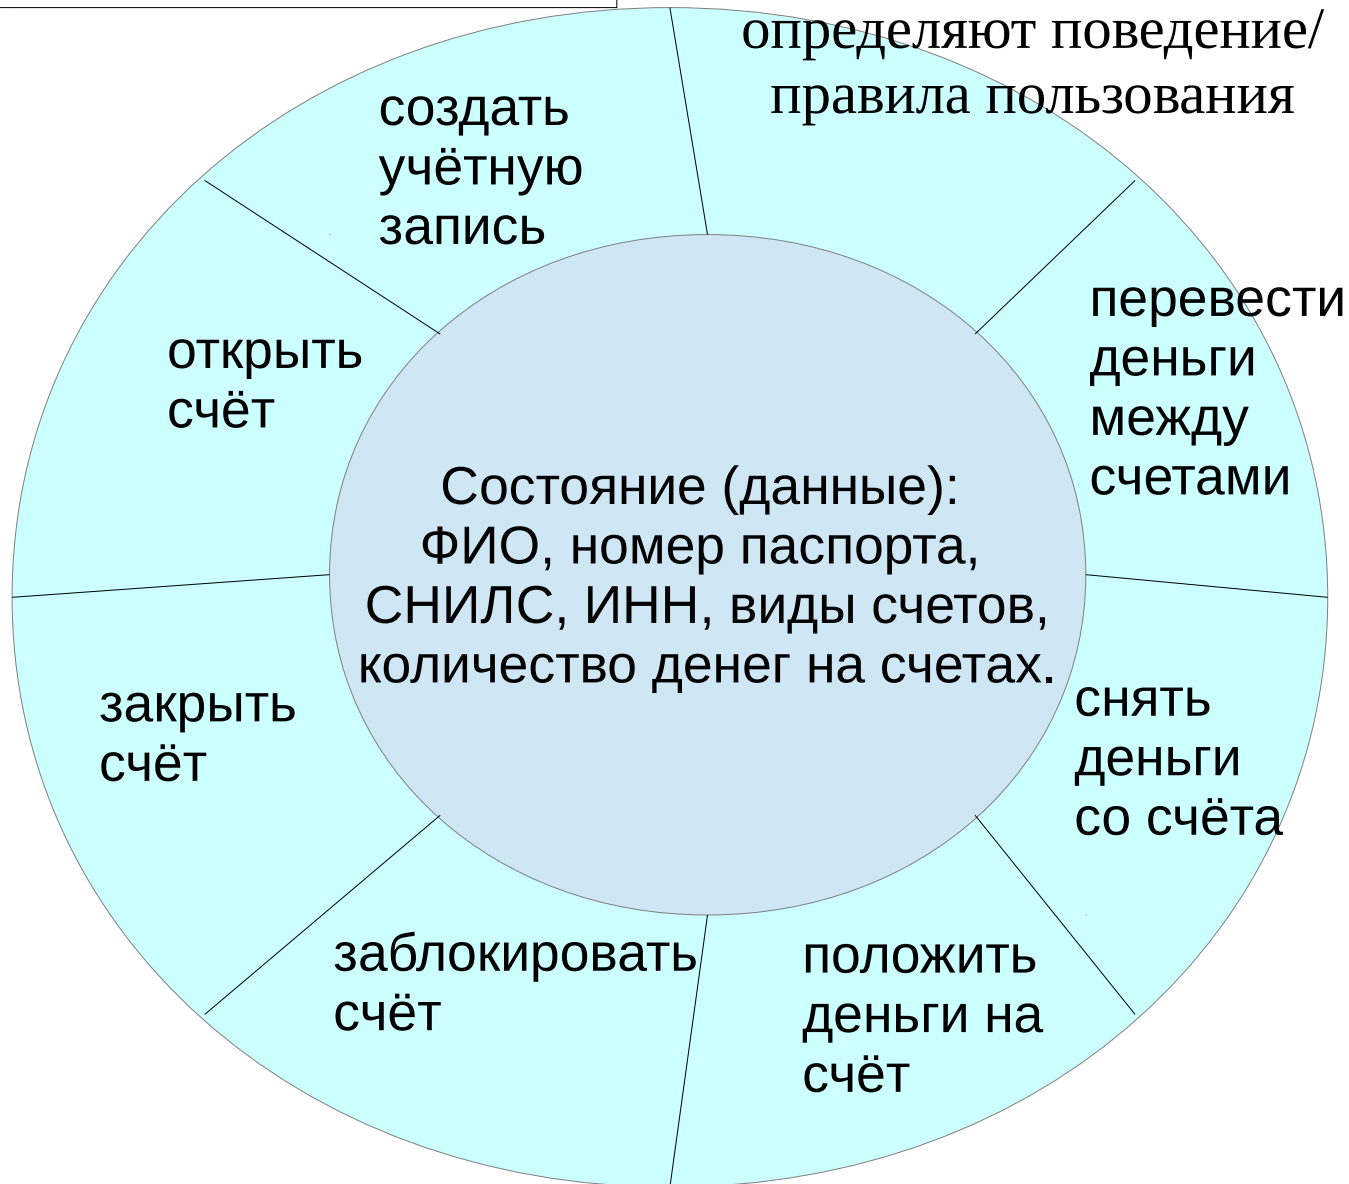 определяют поведение/
правила пользования
создать
учётную
запись
перевести
деньги
между
счетами
открыть
счёт
Состояние (данные):
ФИО, номер паспорта,
СНИЛС, ИНН, виды счетов,
количество денег на счетах.
закрыть
счёт
снять
деньги
со счёта
заблокировать
счёт
положить
деньги на
счёт